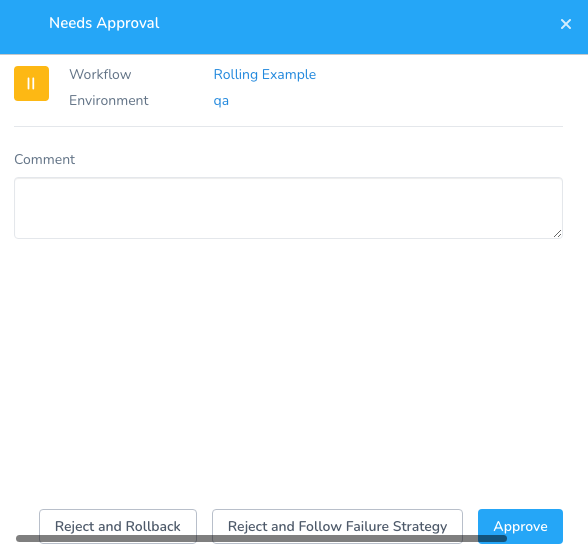 Needs Approval
Workflow Rolling Example
Environment qa
Comment
Reject and Rollback Reject and Follow Failure Strategy Approve